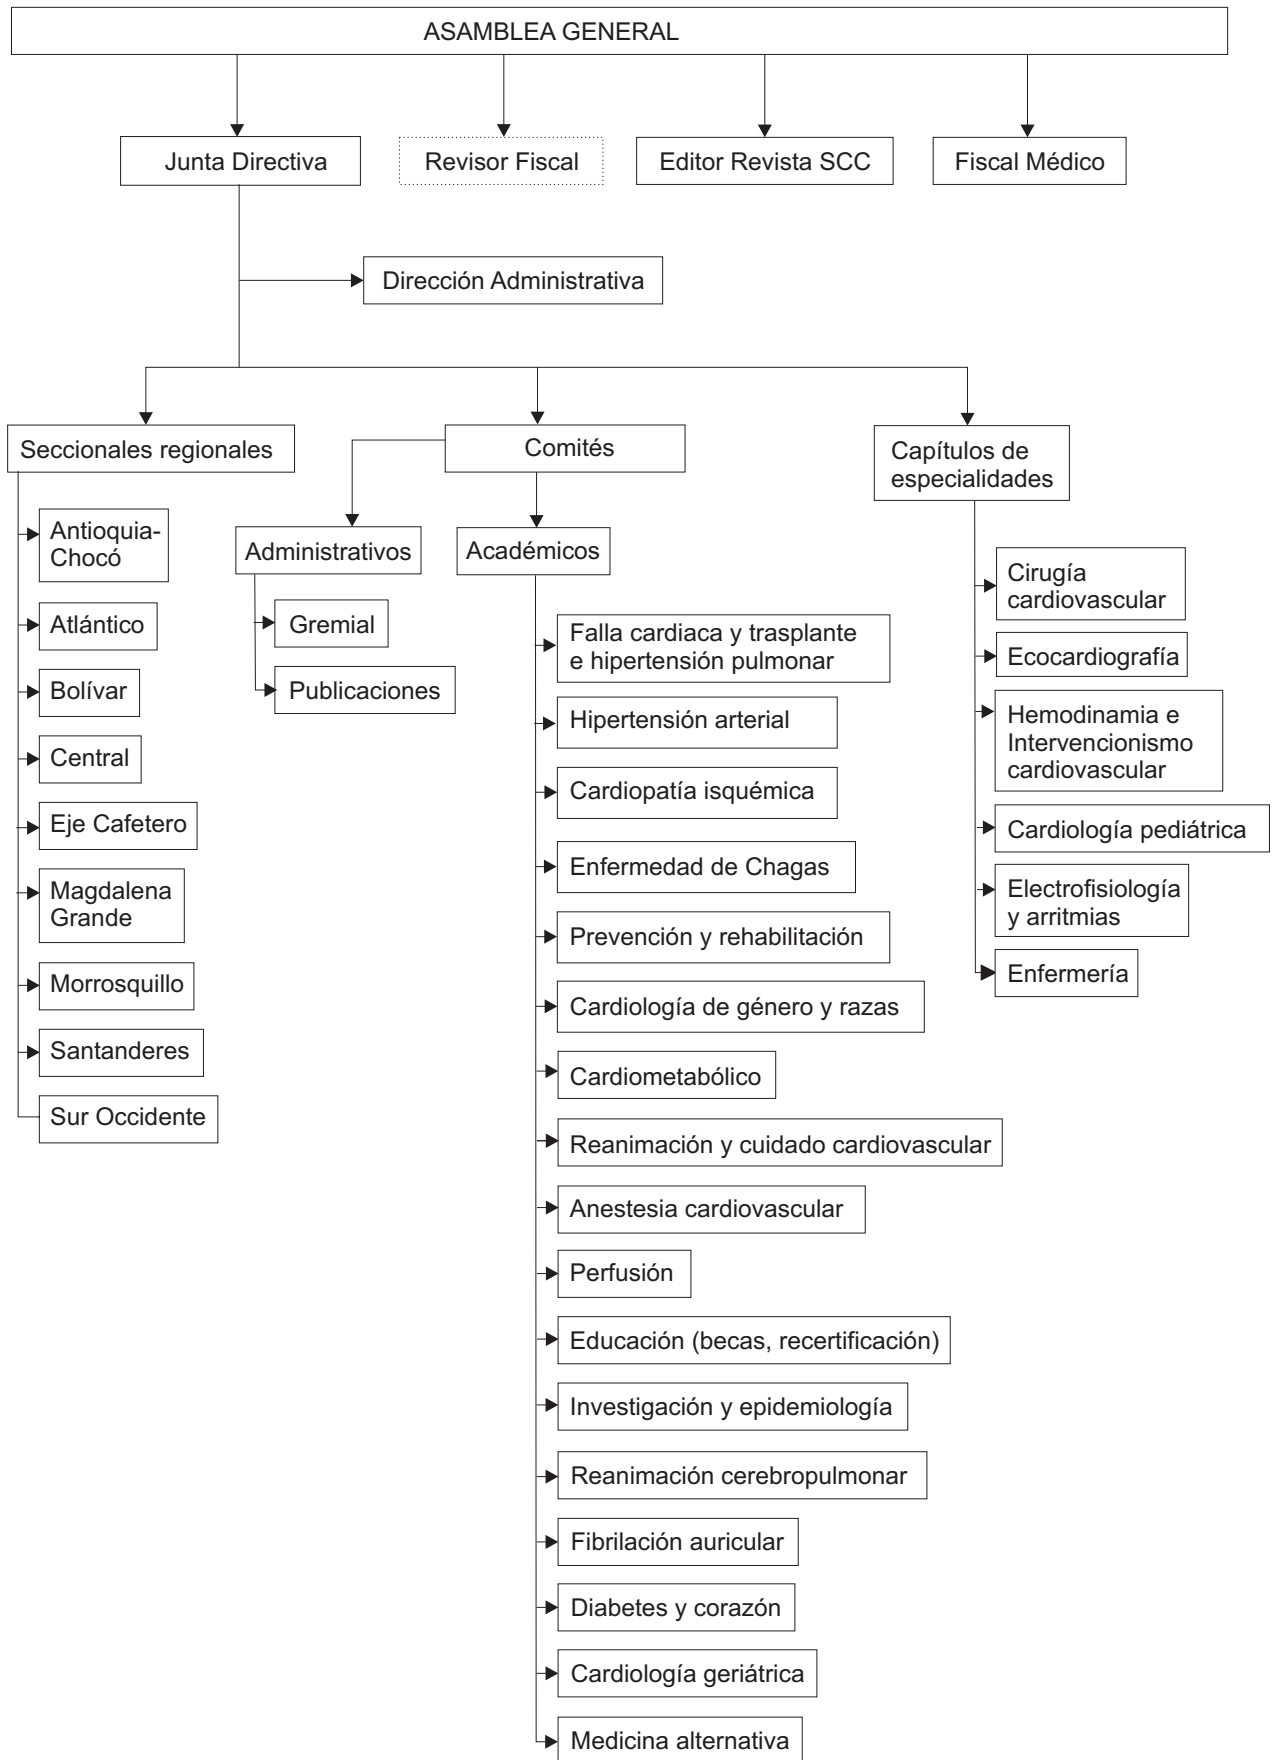 ASAMBLEA GENERAL
Junta Directiva
Revisor Fiscal
Editor Revista SCC
Fiscal Médico
Dirección Administrativa
Seccionales regionales
Comités
Capítulos de
especialidades
Antioquia-
Chocó
Atlántico
Bolívar
Central
Eje Cafetero
Magdalena
Grande
Morrosquillo
Santanderes
Sur Occidente
Administrativos
Gremial
Publicaciones
Académicos
Falla cardiaca y trasplante
e hipertensión pulmonar
Hipertensión arterial
Cardiopatía isquémica
Enfermedad de Chagas
Prevención y rehabilitación
Cardiología de género y razas
Cardiometabólico
Reanimación y cuidado cardiovascular
Anestesia cardiovascular
Perfusión
Educación (becas, recertificación)
Investigación y epidemiología
Reanimación cerebropulmonar
Fibrilación auricular
Diabetes y corazón
Cardiología geriátrica
Medicina alternativa
Cirugía
cardiovascular
Ecocardiografía
Hemodinamia e
Intervencionismo
cardiovascular
Cardiología pediátrica
Electrofisiología
y arritmias
Enfermería